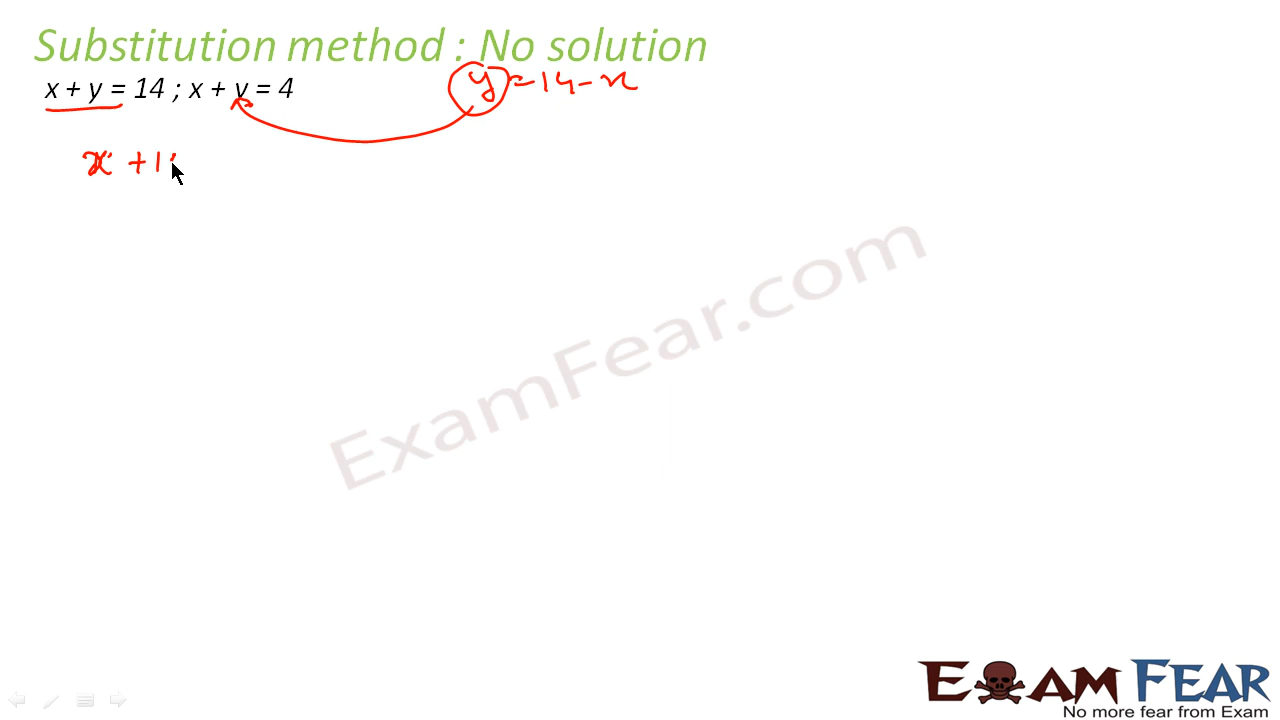 Substitution method : No solution
x + y = 14 ; x + y = 4
y = 14 - x
x + 1
ExamFear.com
EXAM FEAR
No more fear from Exam